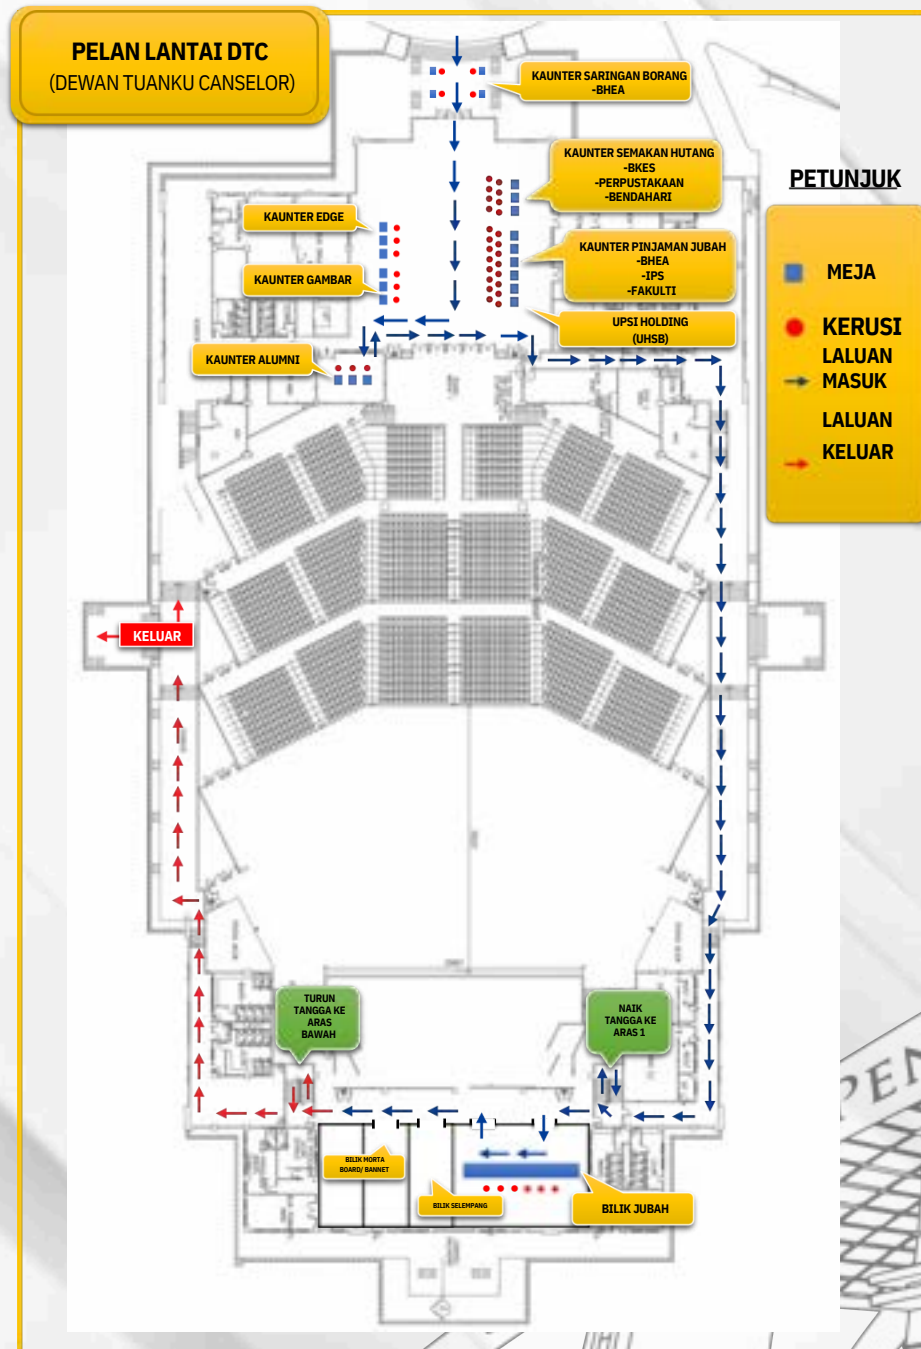 PELAN LANTAI DTC
(DEWAN TUANKU CANSELOR)
KAUNTER SARINGAN BORANG
-BHEA
KAUNTER SEMAKAN HUTANG
-BKES
-PERPUSTAKAAN
-BENDAHARI
KAUNTER EDGE
KAUNTER GAMBAR
KAUNTER PINJAMAN JUBAH
-BHEA
-IPS
-FAKULTI
UPSI HOLDING
(UHSB)
KAUNTER ALUMNI
PETUNJUK
MEJA
KERUSI
LALUAN
MASUK
LALUAN
KELUAR
KELUAR
TURUN
TANGGA KE
ARAS
BAWAH
NAIK
TANGGA KE
ARAS 1
BILIK MORTA
BOARD/ BANNET
BILIK SELEMPANG
BILIK JUBAH
PEN